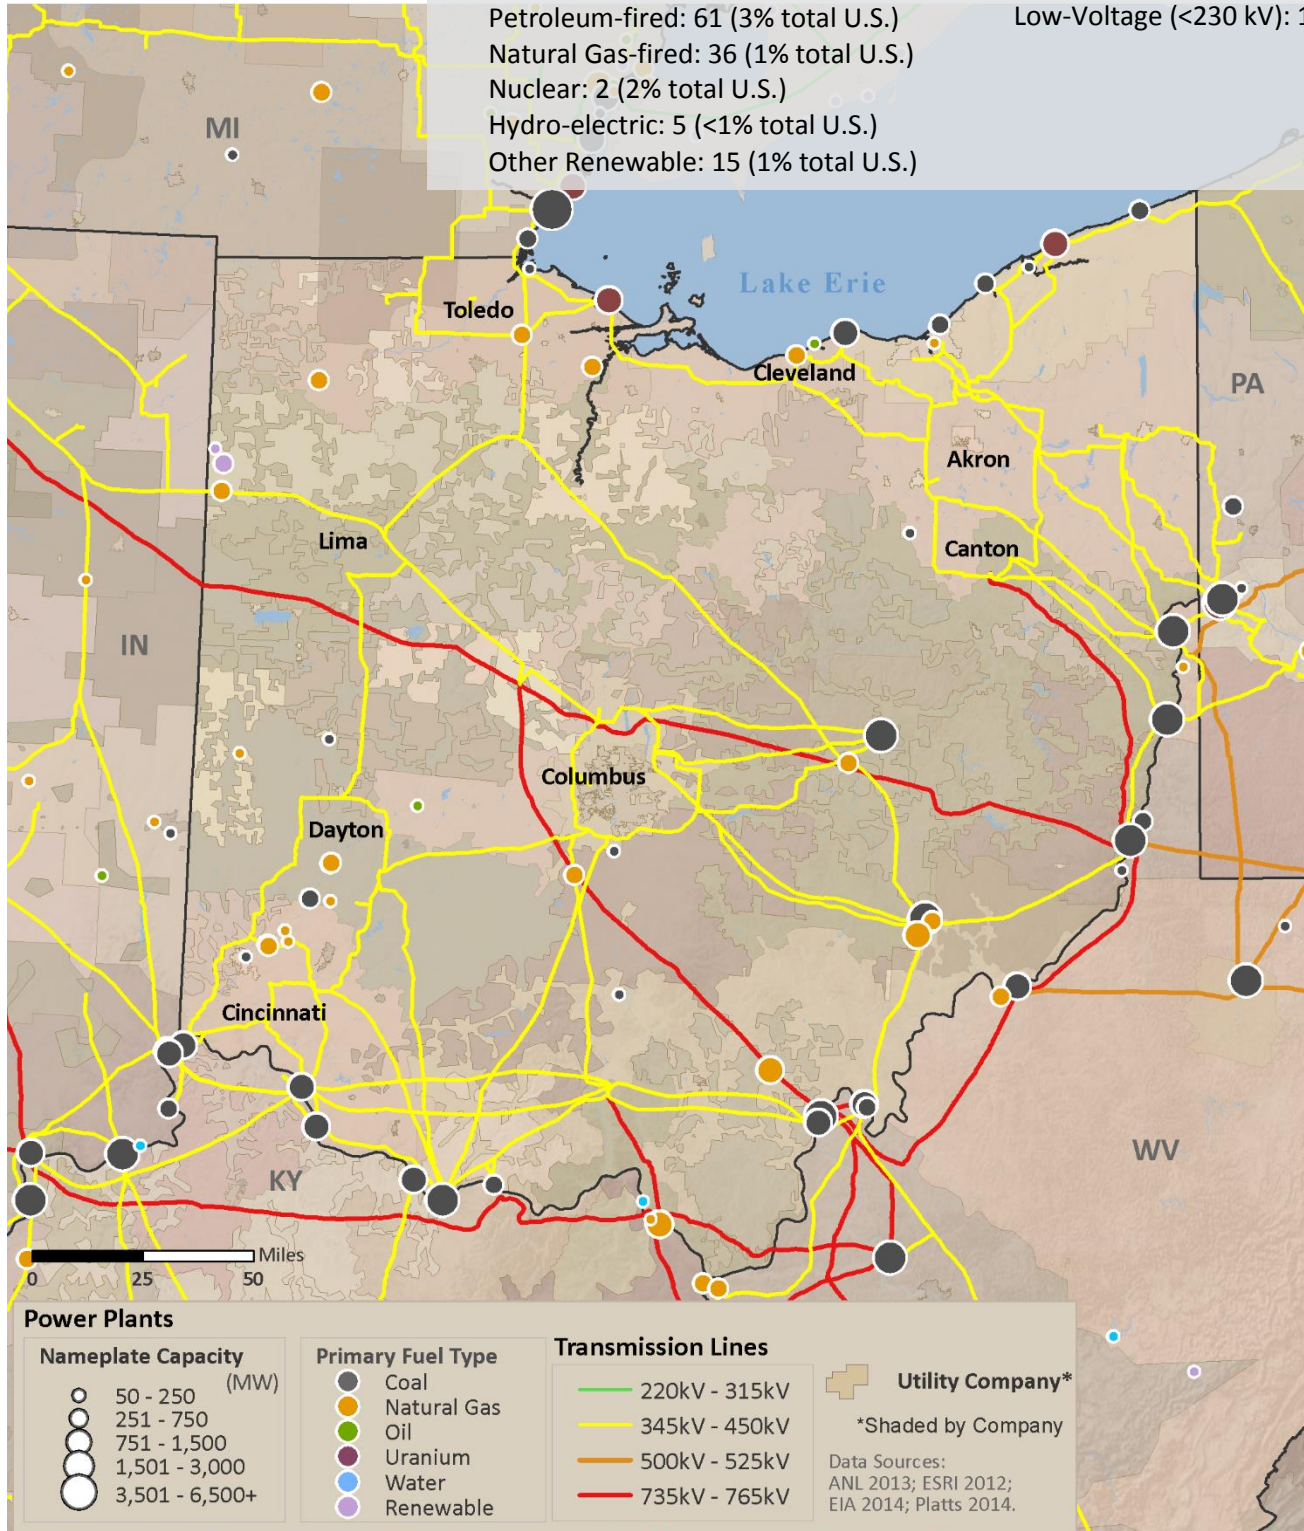 Petroleum-fired: 61 (3% total U.S.)
Low-Voltage (<230 kV): 1
Natural Gas-fired: 36 (1% total U.S.)
Nuclear: 2 (2% total U.S.)
Hydro-electric: 5 (<1% total U.S.)
Other Renewable: 15 (1% total U.S.)
MI
Lake Erie
Toledo
Cleveland
PA
Akron
Lima
Canton
IN
Columbus
Dayton
Cincinnati
WV
KY
Miles
0 25 50
Power Plants
Nameplate Capacity
(MW)
50 - 250
251 - 750
751 - 1,500
1,501 - 3,000
3,501 - 6,500+
Primary Fuel Type
Coal
Natural Gas
Oil
Uranium
Water
Renewable
Transmission Lines
220kV - 315kV
345kV - 450kV
500kV - 525kV
735kV - 765kV
Utility Company*
*Shaded by Company
Data Sources:
ANL 2013; ESRI 2012;
EIA 2014; Platts 2014.